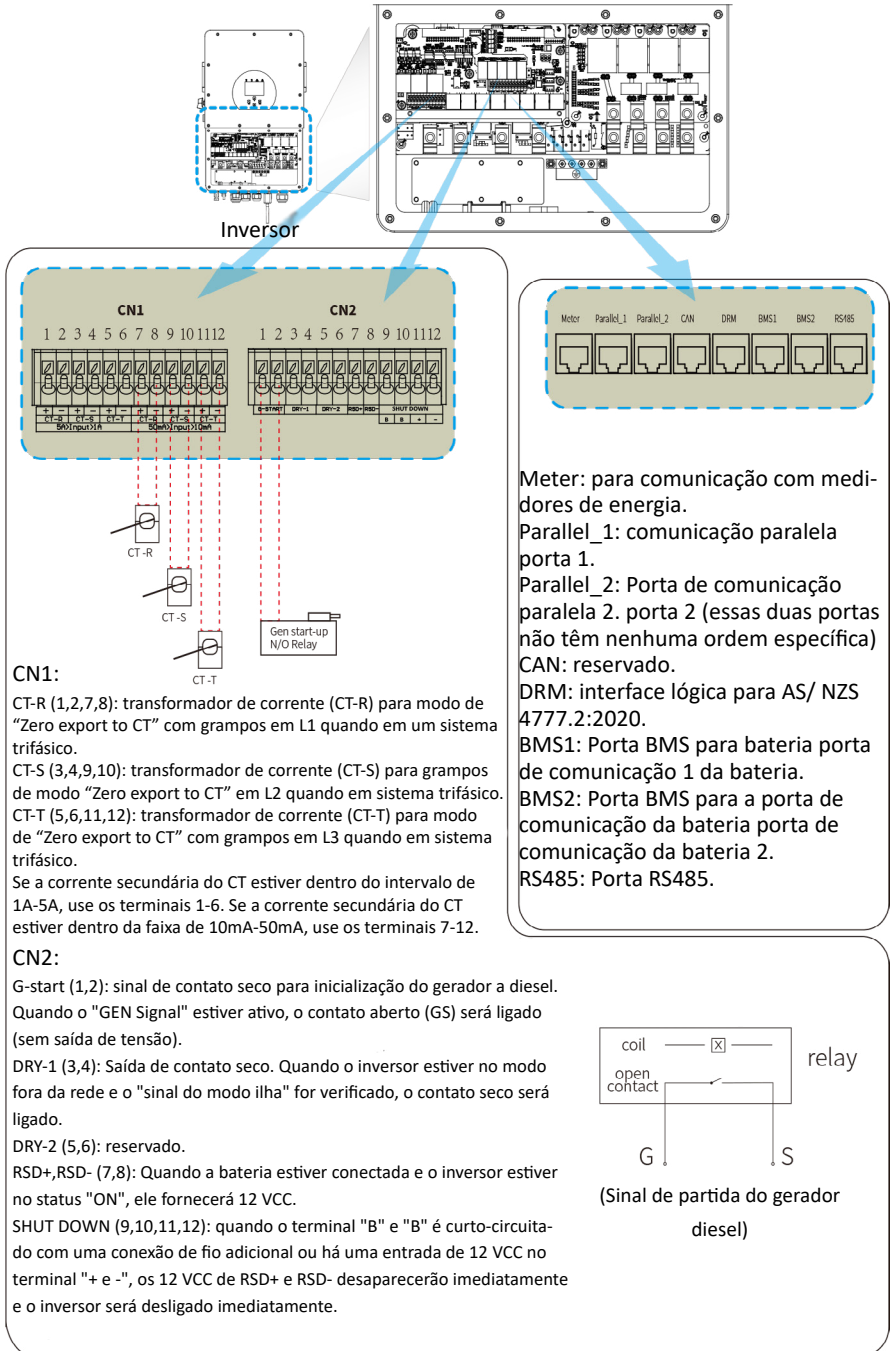 Inversor
CN1
CN2
1 2 3 4 5 6 7 8 9 10 11 12
1 2 3 4 5 6 7 8 9 10 11 12
+ - + - + - + - + - + -
CT-R CT-S CT-T CT-R CT-S CT-T
5A>Input>1A 50mA>Input>10mA
G-START DRY-1 DRY-2 RSD+ RSD- SHUT DOWN
B B + -
CT -R
CT -S
CT -T
Gen start-up
N/O Relay
Meter Parallel_1 Parallel_2 CAN DRM BMS1 BMS2 RS485
Meter: para comunicação com medi-
dores de energia.
Parallel_1: comunicação paralela
porta 1.
Parallel_2: Porta de comunicação
paralela 2. porta 2 (essas duas portas
não têm nenhuma ordem específica)
CAN: reservado.
DRM: interface lógica para AS/ NZS
4777.2:2020.
BMS1: Porta BMS para bateria porta
de comunicação 1 da bateria.
BMS2: Porta BMS para a porta de
comunicação da bateria porta de
comunicação da bateria 2.
RS485: Porta RS485.
CN1:
CT-R (1,2,7,8): transformador de corrente (CT-R) para modo de
“Zero export to CT” com grampos em L1 quando em um sistema
trifásico.
CT-S (3,4,9,10): transformador de corrente (CT-S) para grampos
de modo “Zero export to CT” em L2 quando em sistema trifásico.
CT-T (5,6,11,12): transformador de corrente (CT-T) para modo
de “Zero export to CT” com grampos em L3 quando em sistema
trifásico.
Se a corrente secundária do CT estiver dentro do intervalo de
1A-5A, use os terminais 1-6. Se a corrente secundária do CT
estiver dentro da faixa de 10mA-50mA, use os terminais 7-12.
CN2:
G-start (1,2): sinal de contato seco para inicialização do gerador a diesel.
Quando o "GEN Signal" estiver ativo, o contato aberto (GS) será ligado
(sem saída de tensão).
DRY-1 (3,4): Saída de contato seco. Quando o inversor estiver no modo
fora da rede e o "sinal do modo ilha" for verificado, o contato seco será
ligado.
DRY-2 (5,6): reservado.
RSD+,RSD- (7,8): Quando a bateria estiver conectada e o inversor estiver
no status "ON", ele fornecerá 12 VCC.
SHUT DOWN (9,10,11,12): quando o terminal "B" e "B" é curto-circuita-
do com uma conexão de fio adicional ou há uma entrada de 12 VCC no
terminal "+ e -", os 12 VCC de RSD+ e RSD- desaparecerão imediatamente
e o inversor será desligado imediatamente.
coil X
open
contact
relay
G S
(Sinal de partida do gerador
diesel)